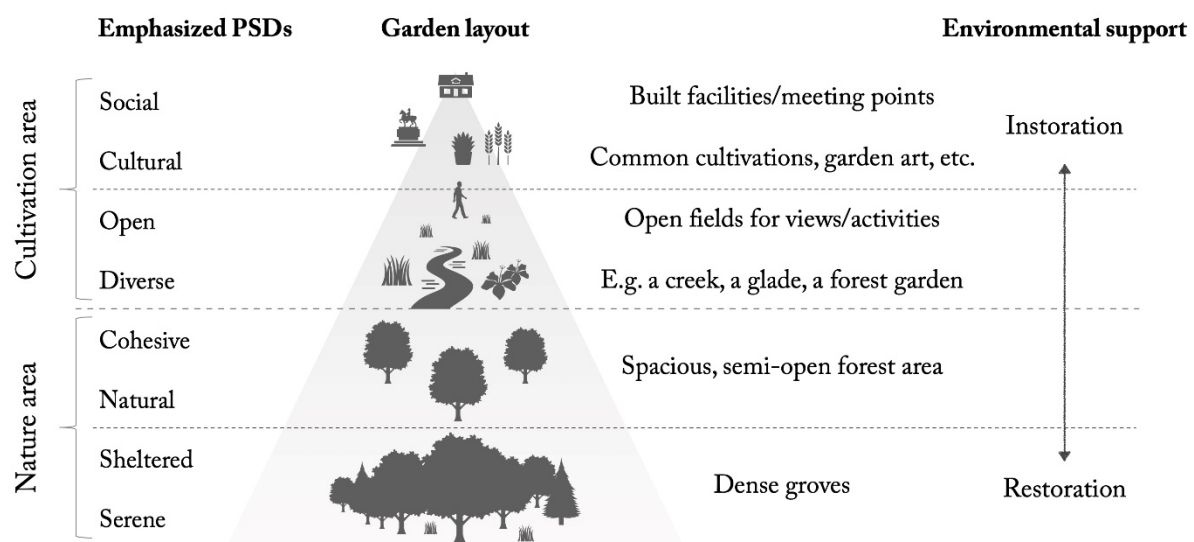 Emphasized PSDs
Garden layout
Environmental support
Cultivation area
Social
Built facilities/meeting points
Instoration
Cultural
Common cultivations, garden art, etc.
Open
Open fields for views/activities
Diverse
E.g. a creek, a glade, a forest garden
Nature area
Cohesive
Spacious, semi-open forest area
Natural
Sheltered
Dense groves
Restoration
Serene